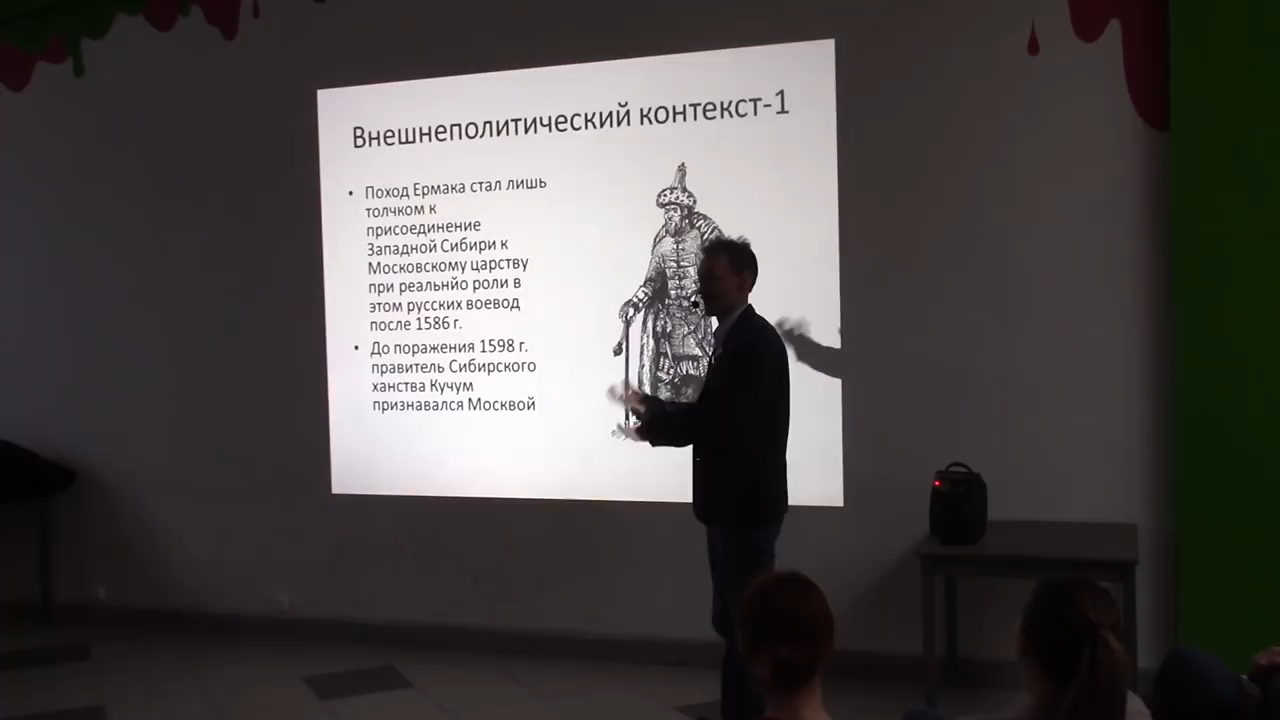 Внешнеполитический контекст-1
• Поход Ермака стал лишь
толчком к
присоединение
Западной Сибири к
Московскому царству
при реальнйо роли в
этом русских воевод
после 1586 г.
• До поражения 1598 г.
правитель Сибирского
ханства Кучум
признавался Москвой